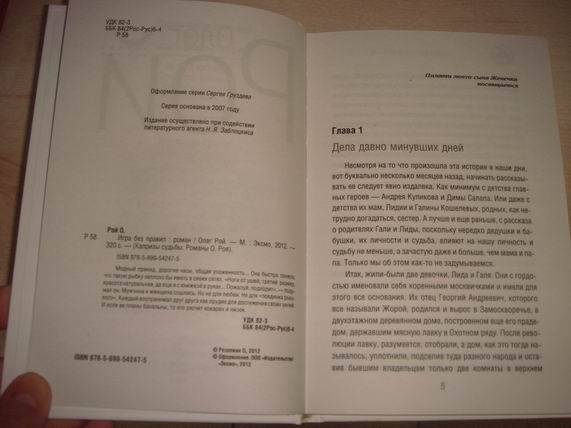 УДК 82-3
ББК 84(2Рос-Рус)6-4
Р 58
Оформление серии Сергея Груздева
Серия основана в 2007 году
Издание осуществлено при содействии
литературного агента Н. Я. Заблоцкиса
Рой О.
Р 58
Игра без правил : роман / Олег Рой. — М. : Эксмо, 2012. —
320 с. — (Капризы судьбы. Романы О. Рой).
ISBN 978-5-699-54247-5
УДК 82-3
ББК 84(2Рос-Рус)6-4
© Резепкин О., 2012
© Оформление. ООО «Издательство
«Эксмо», 2012
ISBN 978-5-699-54247-5
Памяти моего сына Женечки
посвящается
Глава 1
Дела давно минувших дней
Несмотря на то что произошла эта история в наши дни,
вот буквально несколько месяцев назад, начинать рассказы-
вать ее следует явно издалека. Как минимум с детства глав-
ных героев — Андрея Куликова и Димы Салапа. Или даже с
детства их мам, Лидии и Галины Кошелевых, родных, как не-
трудно догадаться, сестер. А лучше и еще раньше, с рассказа
о родителях Гали и Лиды, поскольку нередко дедушки и ба-
бушки, их личности и судьба, влияют на нашу личность и
судьбу не меньше, а зачастую даже и больше, чем мама и па-
па. Только мы об этом как-то не задумываемся.
Итак, жили-были две девочки, Лида и Галя. Они с гордо-
стью именовали себя коренными москвичками и имели для
этого все основания. Их отец Георгий Андреевич, которого
все называли Жорой, родился и вырос в Замоскворечье, в
двухэтажном деревянном доме, построенном еще его праде-
дом, державшим мясную лавку в Охотном ряду. После рево-
люции лавку, разумеется, отобрали, а дом, как это тогда на-
зывалось, уплотнили, подселив туда разного народа и оста-
вив бывшим владельцам только две комнаты в верхнем
5